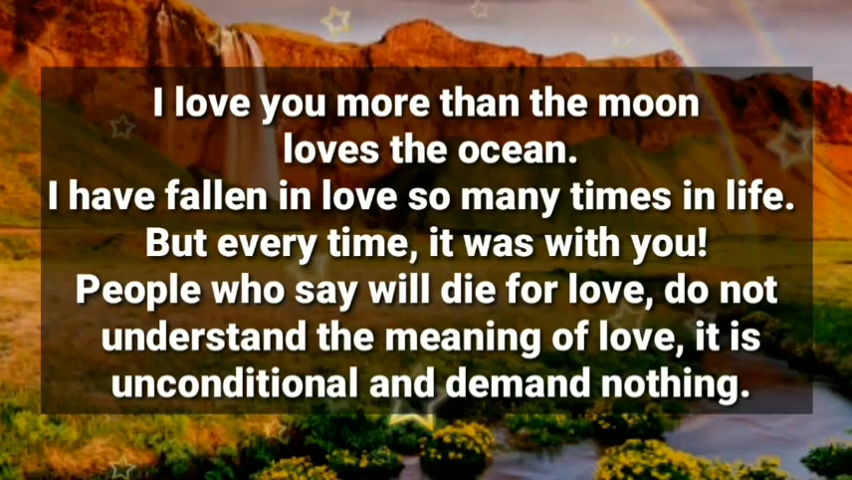 I love you more than the moon
loves the ocean.
I have fallen in love so many times in life.
But every time, it was with you!
People who say will die for love, do not
understand the meaning of love, it is
unconditional and demand nothing.